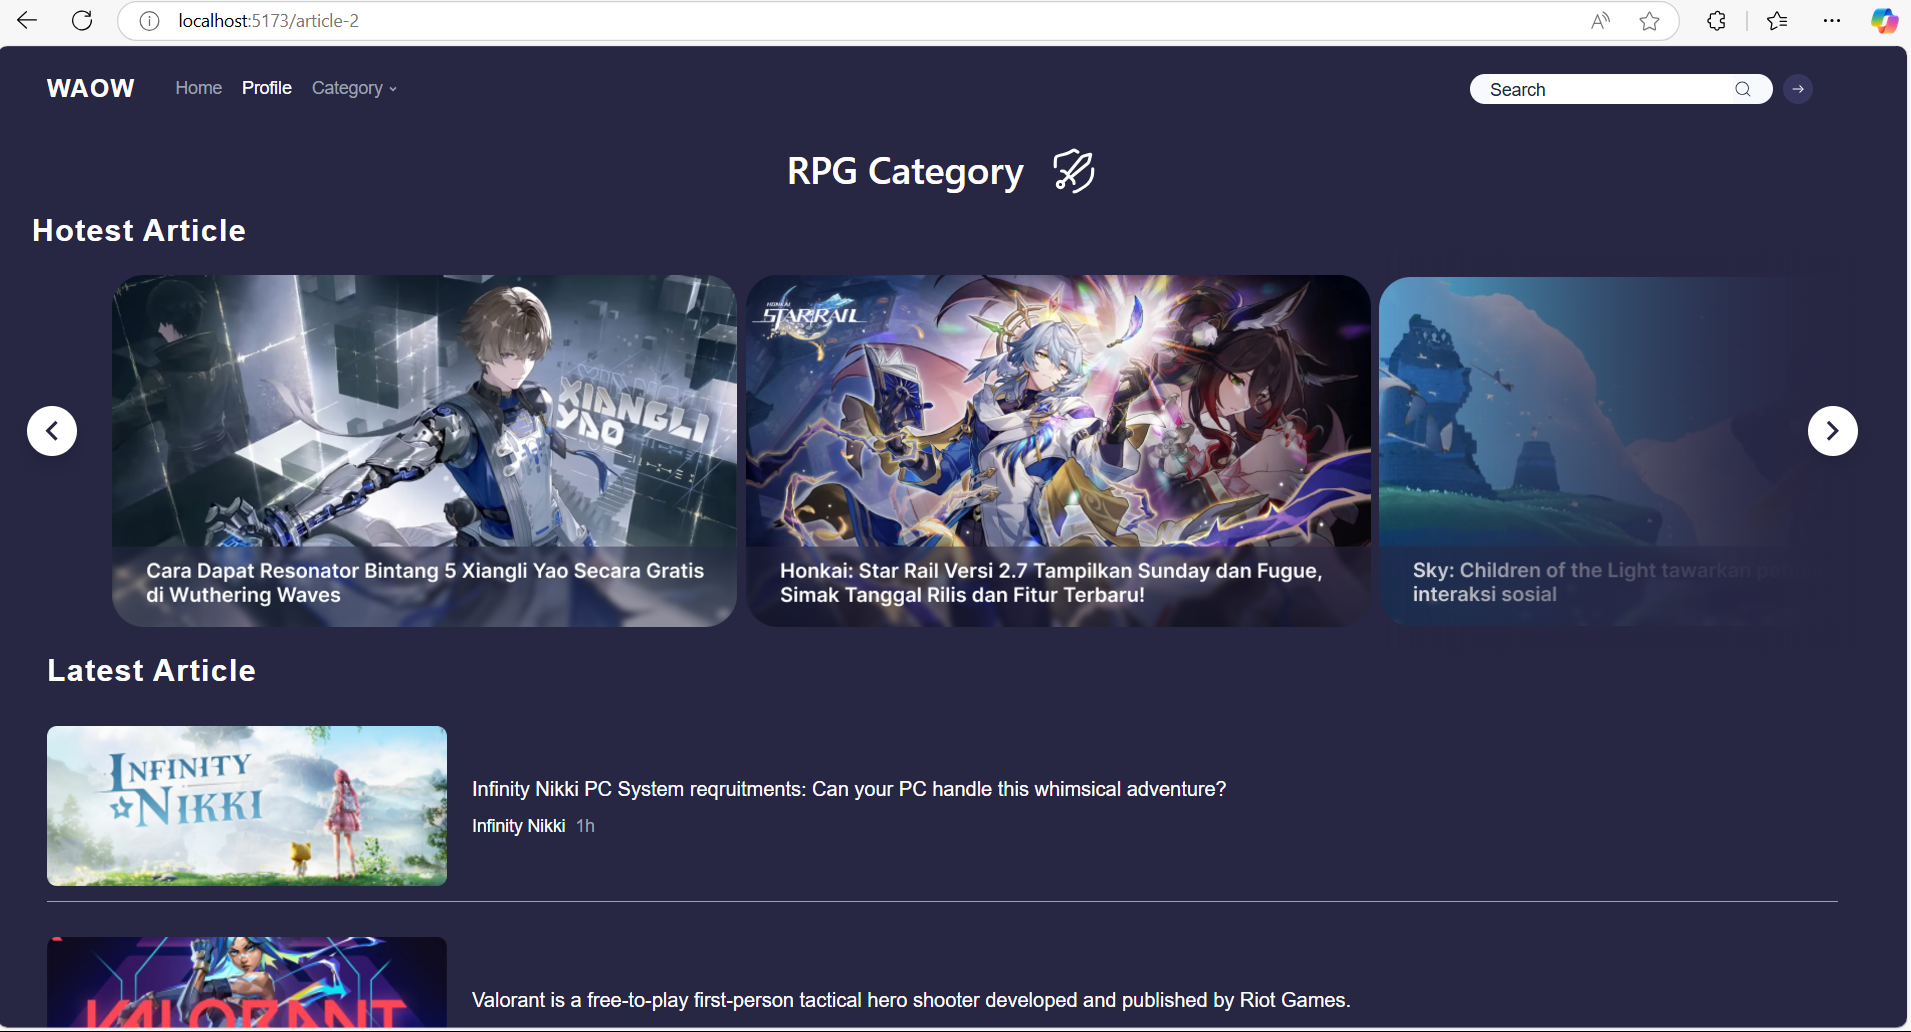 localhost:5173/article-2
WAOW
Home Profile Category
Search
RPG Category
Hotest Article
XIANGLI
YAO
HONKAI
STAR RAIL
Cara Dapat Resonator Bintang 5 Xiangli Yao Secara Gratis
di Wuthering Waves
Honkai: Star Rail Versi 2.7 Tampilkan Sunday dan Fugue,
Simak Tanggal Rilis dan Fitur Terbaru!
Sky: Children of the Light tawarkan
interaksi sosial
Latest Article
INFINITY
NIKKI
Infinity Nikki PC System reqruitments: Can your PC handle this whimsical adventure?
Infinity Nikki 1h
VALORANT
Valorant is a free-to-play first-person tactical hero shooter developed and published by Riot Games.